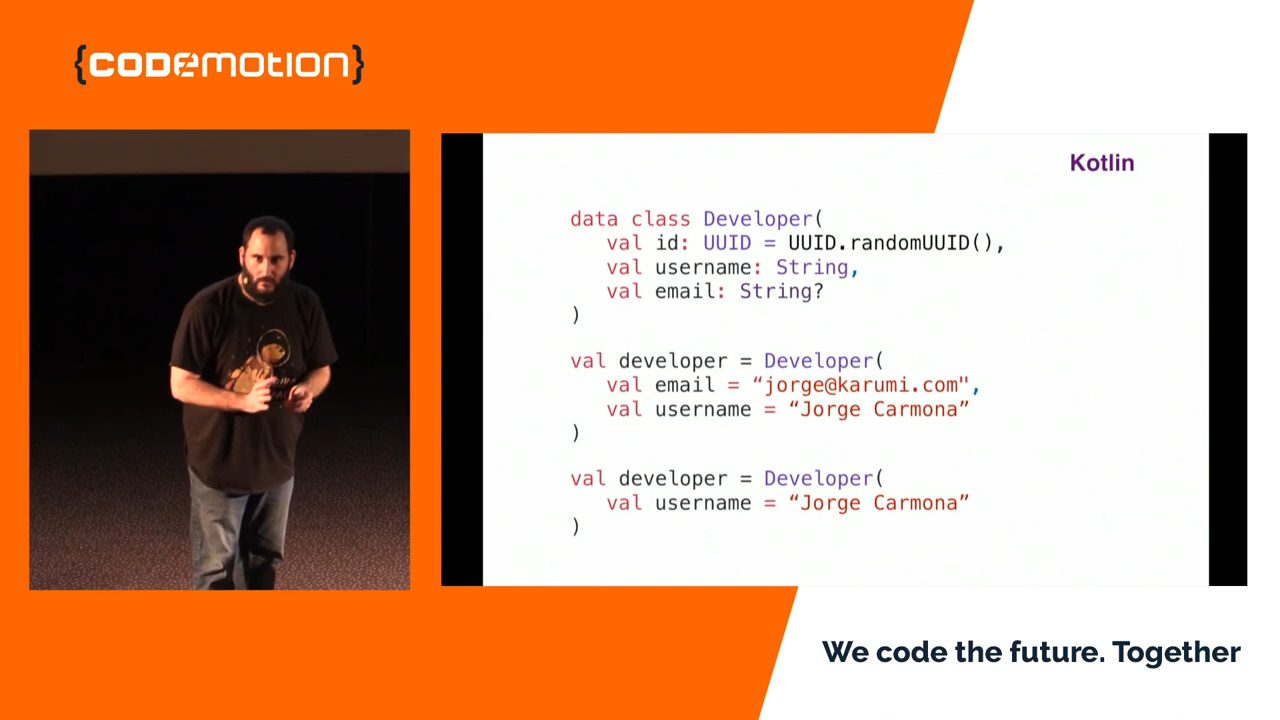 {CODEMOTION}
Kotlin
data class Developer(
val id: UUID = UUID.randomUUID(),
val username: String,
val email: String?
)
val developer = Developer(
val email = “jorge@karumi.com",
val username = “Jorge Carmona”
)
val developer = Developer(
val username = “Jorge Carmona”
)
We code the future. Together